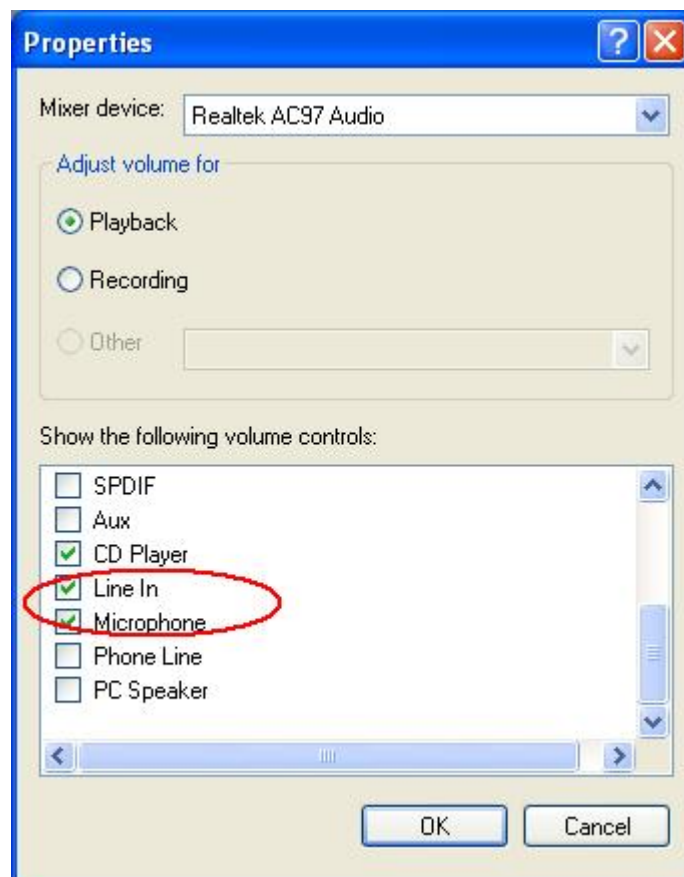 Properties
Mixer device: Realtek AC97 Audio
Adjust volume for
Playback
Recording
Other
Show the following volume controls:
SPDIF
Aux
CD Player
Line In
Microphone
Phone Line
PC Speaker
OK Cancel